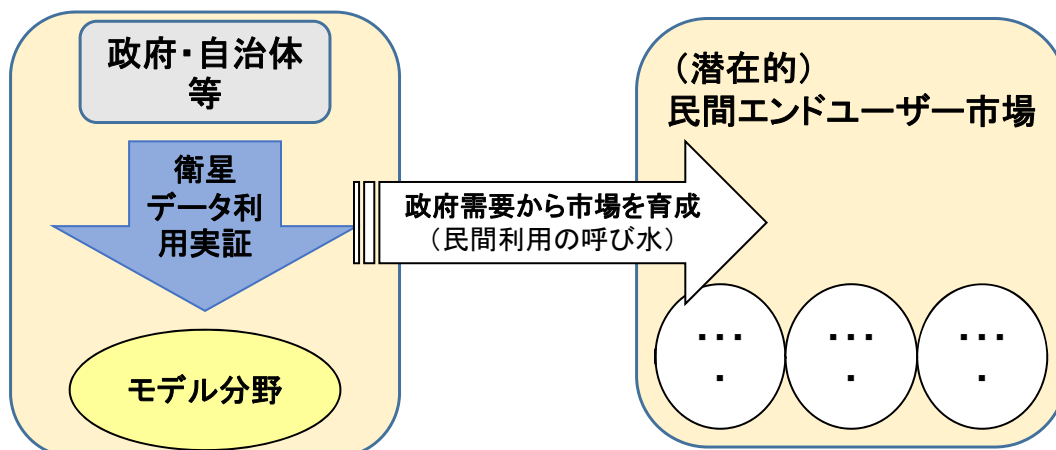 政府・自治体
等
衛星
データ利
用実証
モデル分野
政府需要から市場を育成
（民間利用の呼び水）
（潜在的）
民間エンドユーザー市場
・・・
・
・・・
・
・・・
・